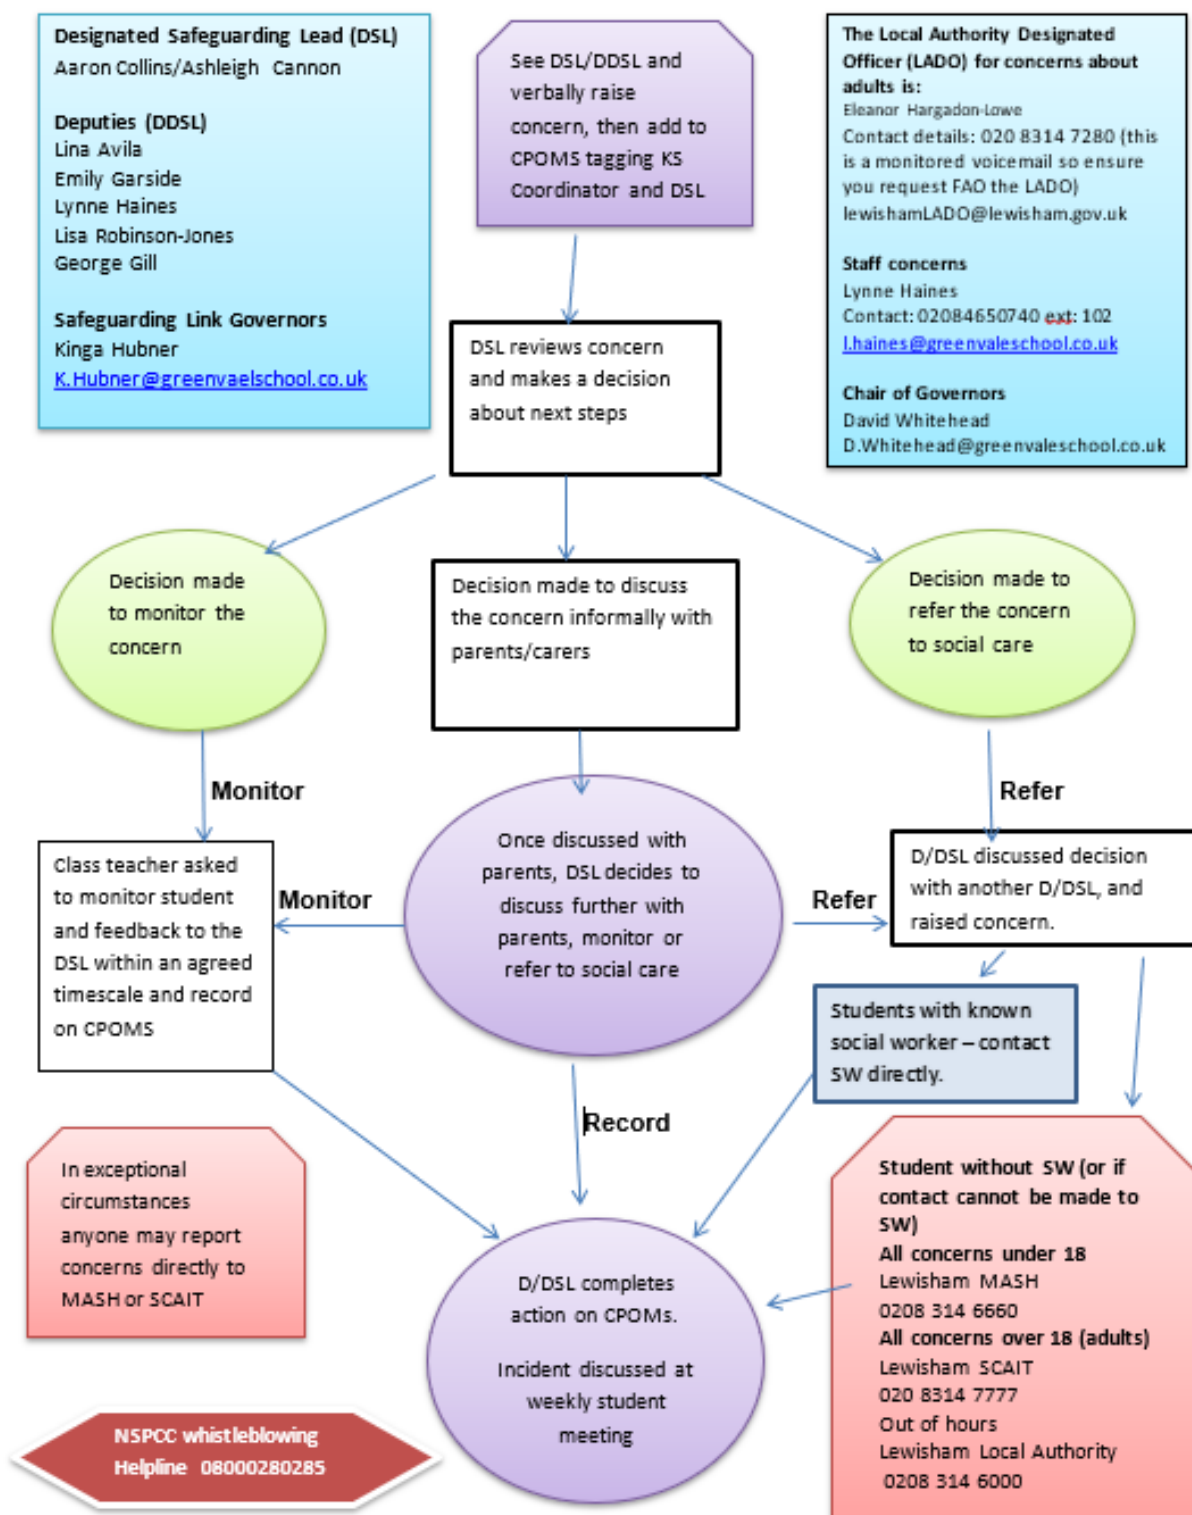 Designated Safeguarding Lead (DSL)
Aaron Collins/Ashleigh Cannon
Deputies (DDSL)
Lina Avila
Emily Garside
Lynne Haines
Lisa Robinson-Jones
George Gill
Safeguarding Link Governors
Kinga Hubner
K.Hubner@greenvaelschool.co.uk
See DSL/DDSL and
verbally raise
concern, then add to
CPOMS tagging KS
Coordinator and DSL
The Local Authority Designated
Officer (LADO) for concerns about
adults is:
Eleanor Hargadon-Lowe
Contact details: 020 8314 7280 (this
is a monitored voicemail so ensure
you request FAO the LADO)
lewishamLADO@lewisham.gov.uk
Staff concerns
Lynne Haines
Contact: 02084650740 ext: 102
l.haines@greenvaleschool.co.uk
Chair of Governors
David Whitehead
D.Whitehead@greenvaleschool.co.uk
DSL reviews concern
and makes a decision
about next steps
Decision made
to monitor the
concern
Decision made to discuss
the concern informally with
parents/carers
Decision made to
refer the concern
to social care
Monitor
Refer
Class teacher asked
to monitor student
and feedback to the
DSL within an agreed
timescale and record
on CPOMS
Monitor
Once discussed with
parents, DSL decides to
discuss further with
parents, monitor or
refer to social care
Refer
D/DSL discussed decision
with another D/DSL, and
raised concern.
Students with known
social worker – contact
SW directly.
Record
In exceptional
circumstances
anyone may report
concerns directly to
MASH or SCAIT
D/DSL completes
action on CPOMs.
Incident discussed at
weekly student
meeting
Student without SW (or if
contact cannot be made to
SW)
All concerns under 18
Lewisham MASH
0208 314 6660
All concerns over 18 (adults)
Lewisham SCAIT
020 8314 7777
Out of hours
Lewisham Local Authority
0208 314 6000
NSPCC whistleblowing
Helpline 08000280285